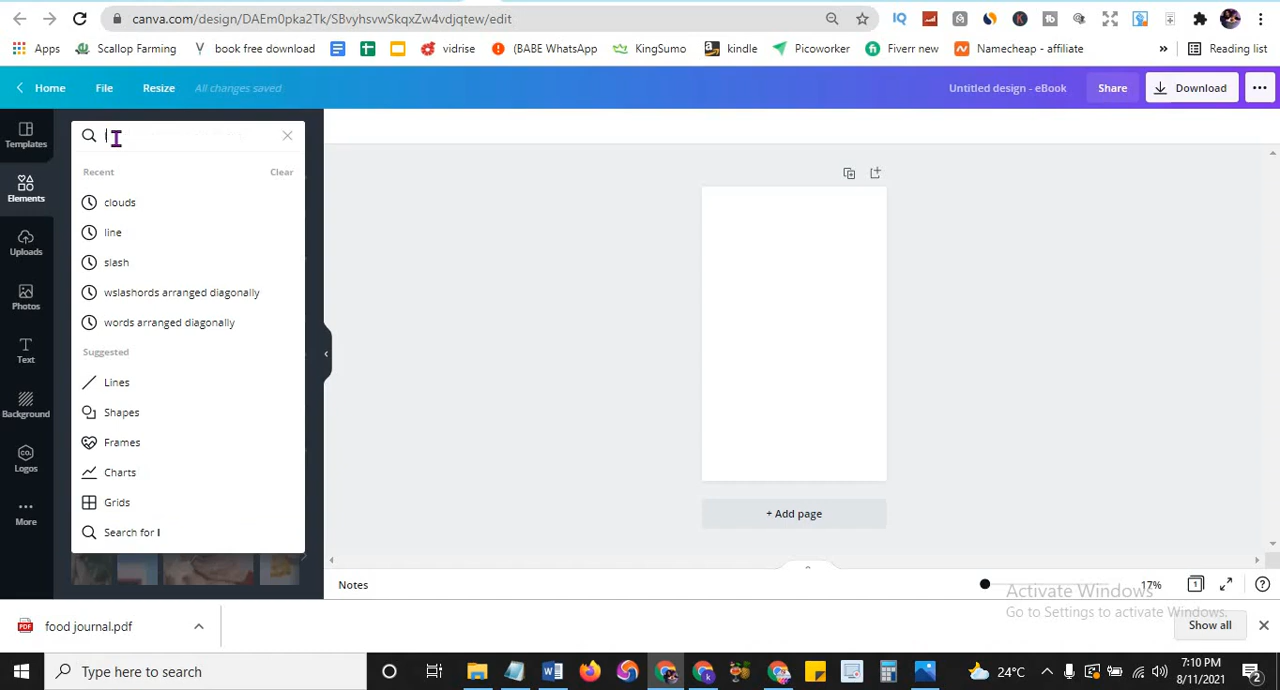 canva.com/design/DAEm0pka2Tk/SBvyhsvwSkqxZw4vdjqtew/edit
Apps Scallop Farming book free download vidrise (BABE WhatsApp KingSumo kindle Picoworker Fiverr new Namecheap - affiliate » Reading list
Home File Resize All changes saved Untitled design - eBook Share Download
Templates
Elements
Uploads
Photos
Text
Background
CO.
Logos
More
l
Recent Clear
clouds
line
slash
wslashords arranged diagonally
words arranged diagonally
Suggested
Lines
Shapes
Frames
Charts
Grids
Search for l
+ Add page
Notes 17% 1
Activate Windows
Go to Settings to activate Windows.
food journal.pdf Show all
Type here to search 24°C 7:10 PM
8/11/2021 2